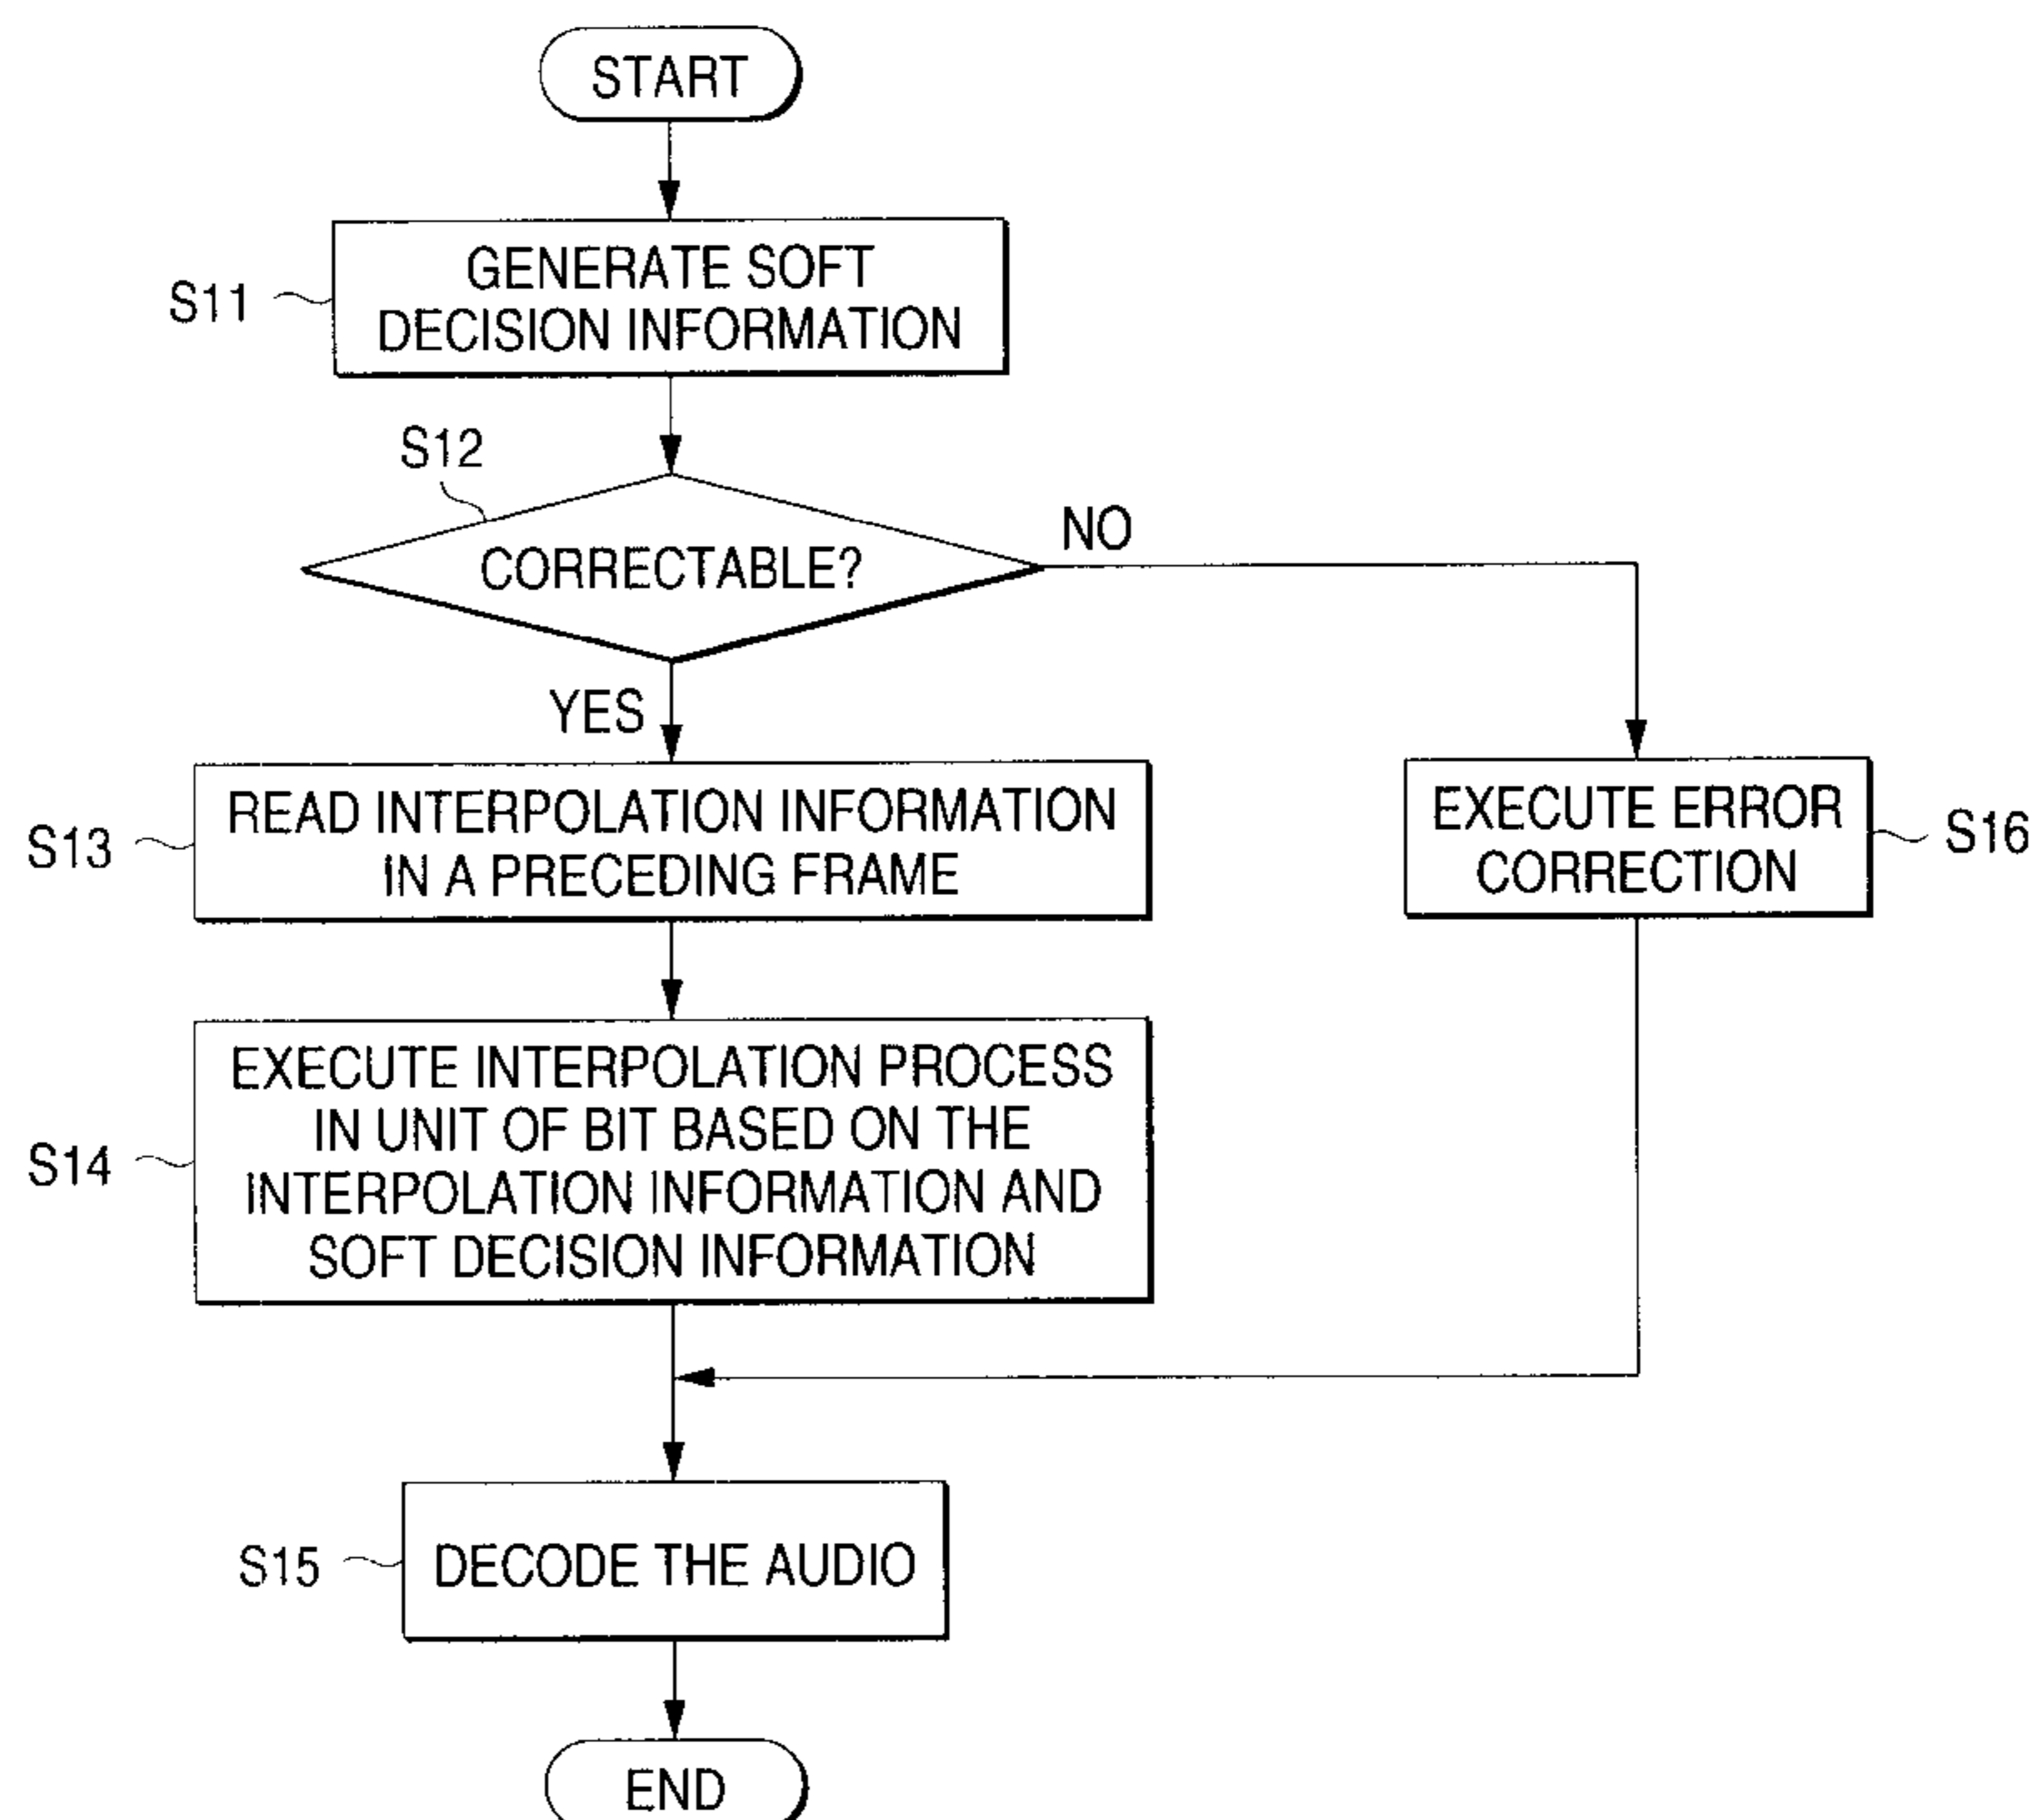 START
S11
GENERATE SOFT
DECISION INFORMATION
S12
CORRECTABLE?
NO
YES
S13
READ INTERPOLATION INFORMATION
IN A PRECEDING FRAME
EXECUTE ERROR
CORRECTION
S16
S14
EXECUTE INTERPOLATION PROCESS
IN UNIT OF BIT BASED ON THE
INTERPOLATION INFORMATION AND
SOFT DECISION INFORMATION
S15
DECODE THE AUDIO
END